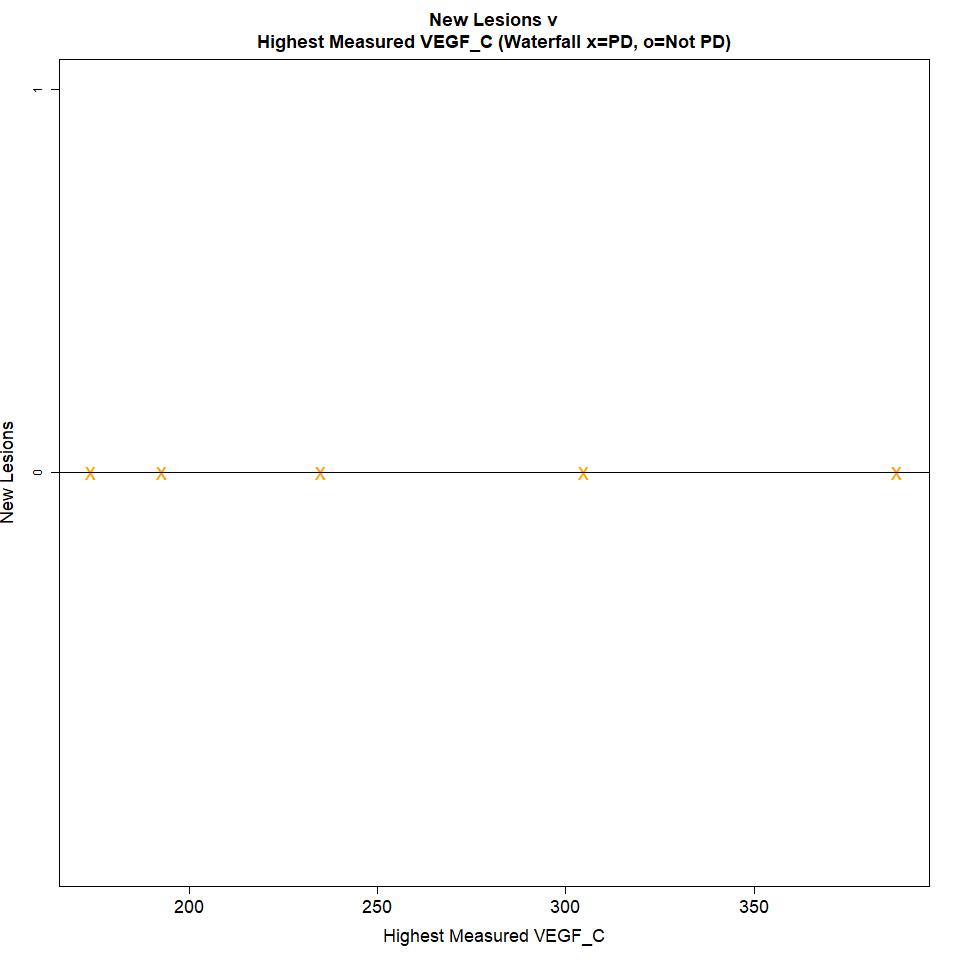 New Lesions v
Highest Measured VEGF_C (Waterfall x=PD, o=Not PD)
1
0
New Lesions
x x x x x
200 250 300 350
Highest Measured VEGF_C